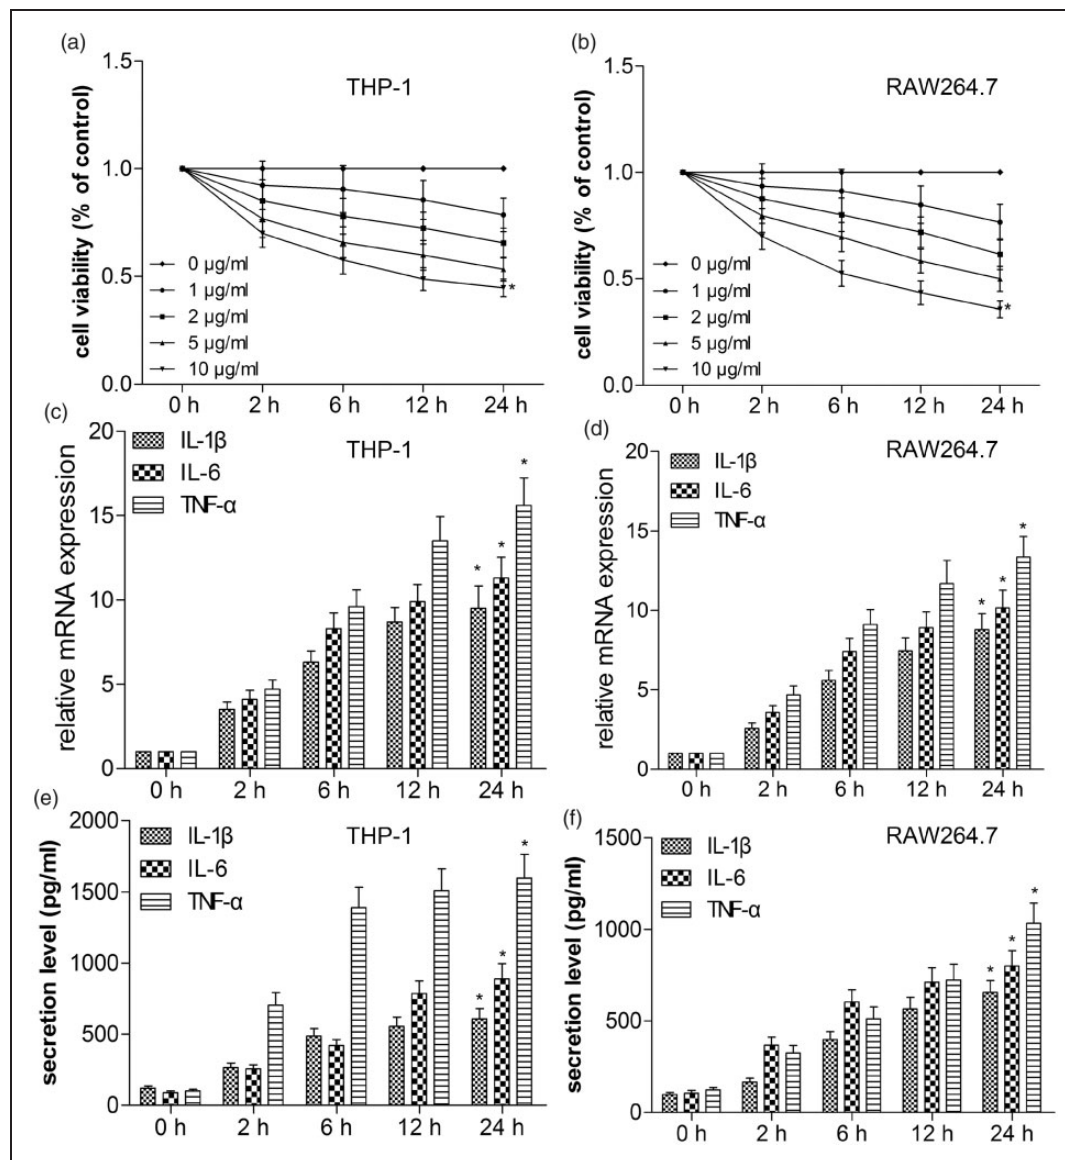 (a)
THP-1
cell viability (% of control)
1.5
1.0
0.5
0.0
0 µg/ml
1 µg/ml
2 µg/ml
5 µg/ml
10 µg/ml
*
0 h 2 h 6 h 12 h 24 h
(b)
RAW264.7
cell viability (% of control)
1.5
1.0
0.5
0.0
0 µg/ml
1 µg/ml
2 µg/ml
5 µg/ml
10 µg/ml
*
0 h 2 h 6 h 12 h 24 h
(c)
THP-1
relative mRNA expression
20
15
10
5
0
IL-1β
IL-6
TNF-α
* * *
0 h 2 h 6 h 12 h 24 h
(d)
RAW264.7
relative mRNA expression
20
15
10
5
0
IL-1β
IL-6
TNF-α
* * *
0 h 2 h 6 h 12 h 24 h
(e)
THP-1
secretion level (pg/ml)
2000
1500
1000
500
0
IL-1β
IL-6
TNF-α
* * *
0 h 2 h 6 h 12 h 24 h
(f)
RAW264.7
secretion level (pg/ml)
1500
1000
500
0
IL-1β
IL-6
TNF-α
* * *
0 h 2 h 6 h 12 h 24 h